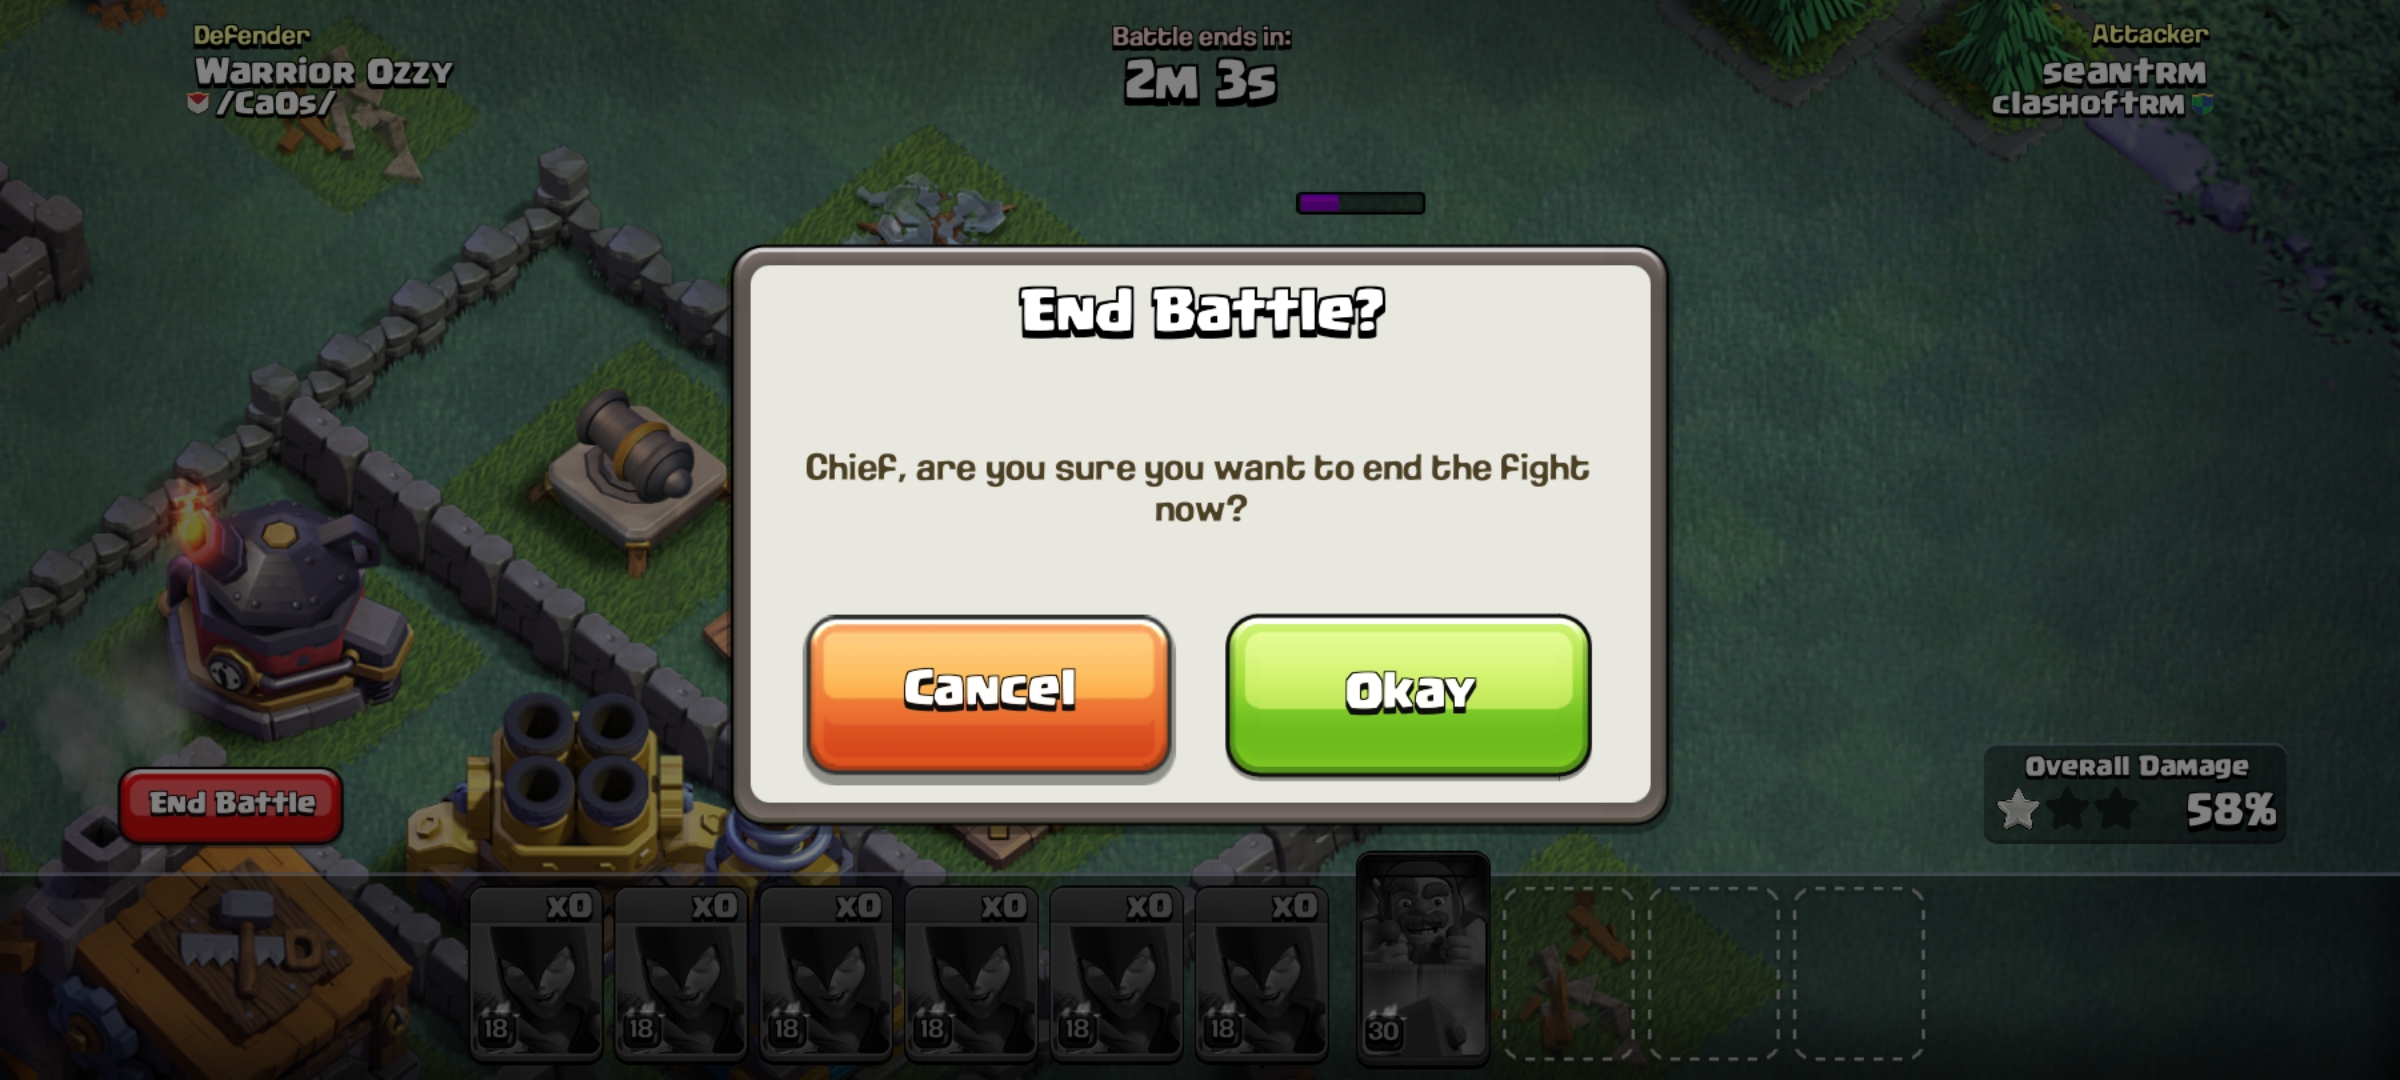 Defender
Warrior Ozzy
/CaOs/
Battle ends in:
2M 3s
Attacker
seantrm
clashoftrm
End Battle?
Chief, are you sure you want to end the fight
now?
Cancel
Okay
End Battle
Overall Damage
58%
x0 x0 x0 x0 x0 x0
18 18 18 18 18 18 30